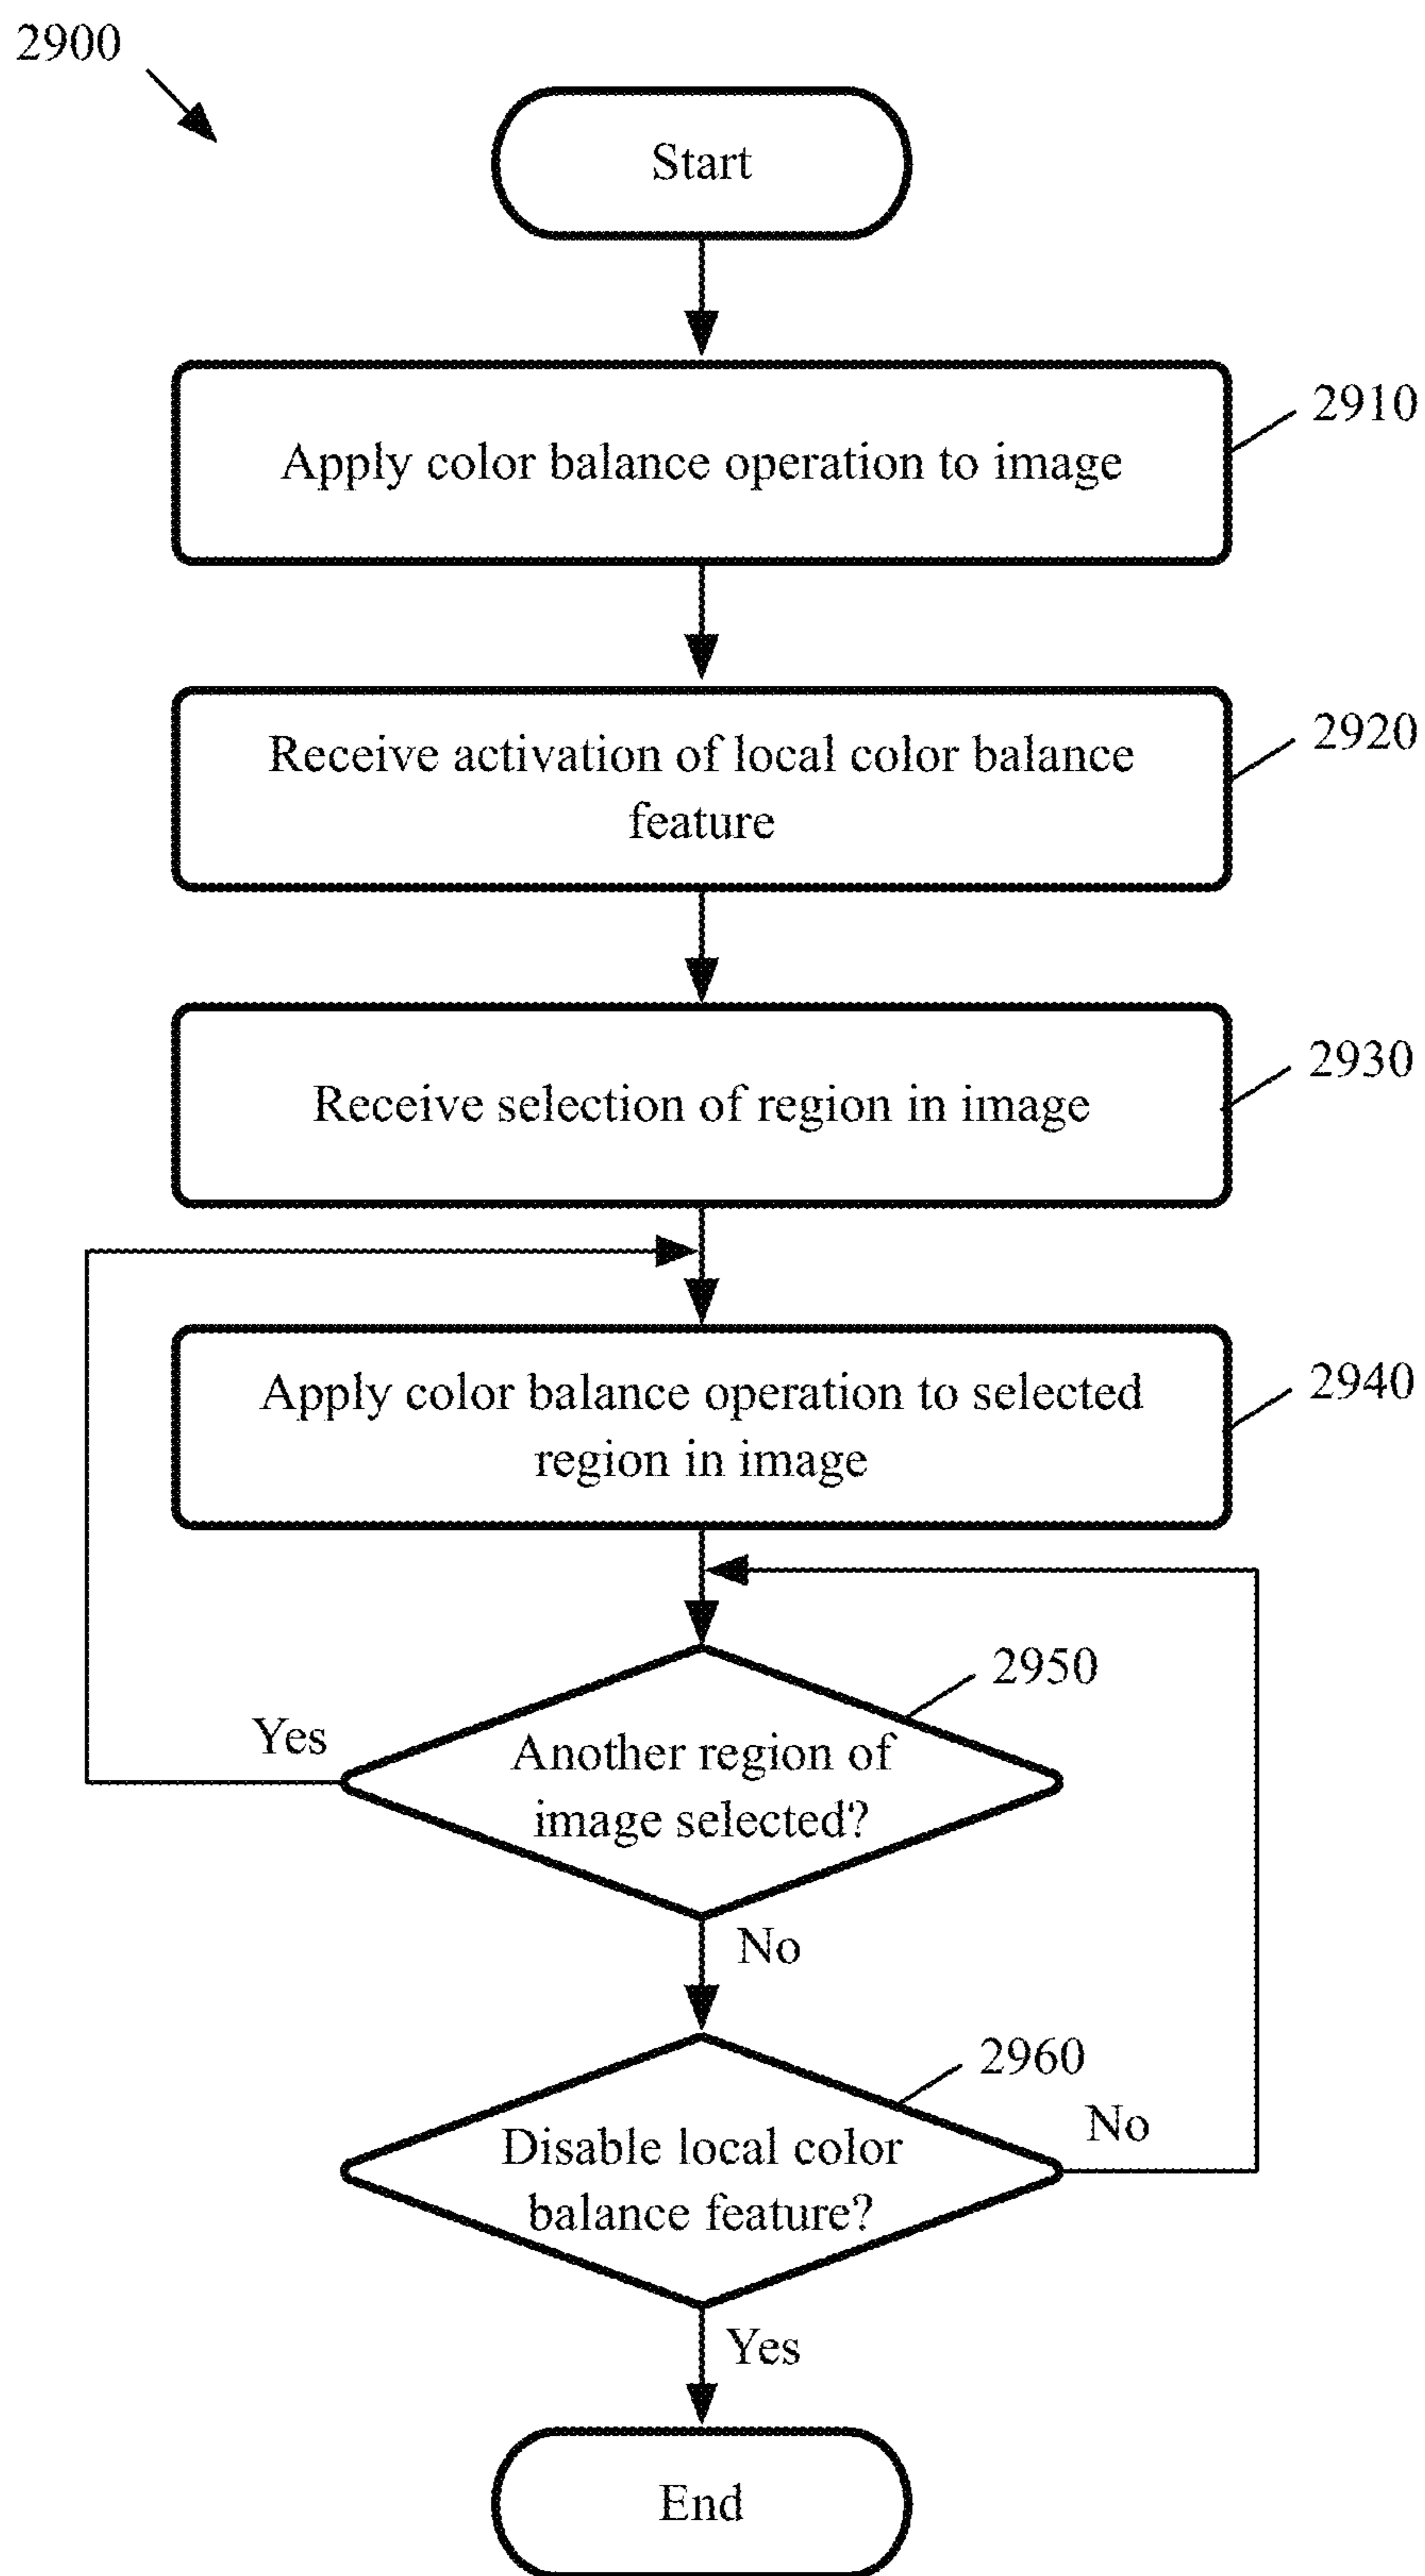 2900
Start
Apply color balance operation to image
2910
Receive activation of local color balance
feature
2920
Receive selection of region in image
2930
Apply color balance operation to selected
region in image
2940
2950
Another region of
image selected?
Yes
No
2960
Disable local color
balance feature?
No
Yes
End